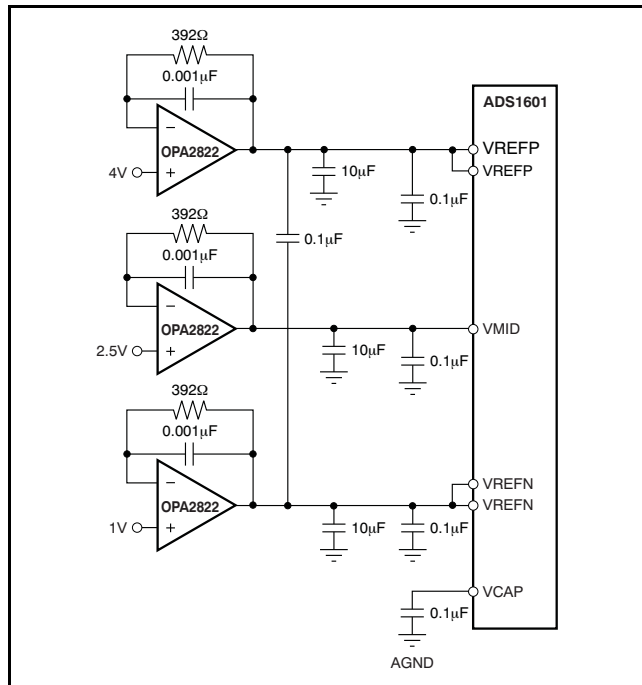 392Ω
0.001μF
OPA2822
4V
ADS1601
VREFP
VREFP
10μF
0.1μF
0.1μF
392Ω
0.001μF
OPA2822
2.5V
VMID
10μF
0.1μF
392Ω
0.001μF
OPA2822
1V
VREFN
VREFN
10μF
0.1μF
VCAP
0.1μF
AGND